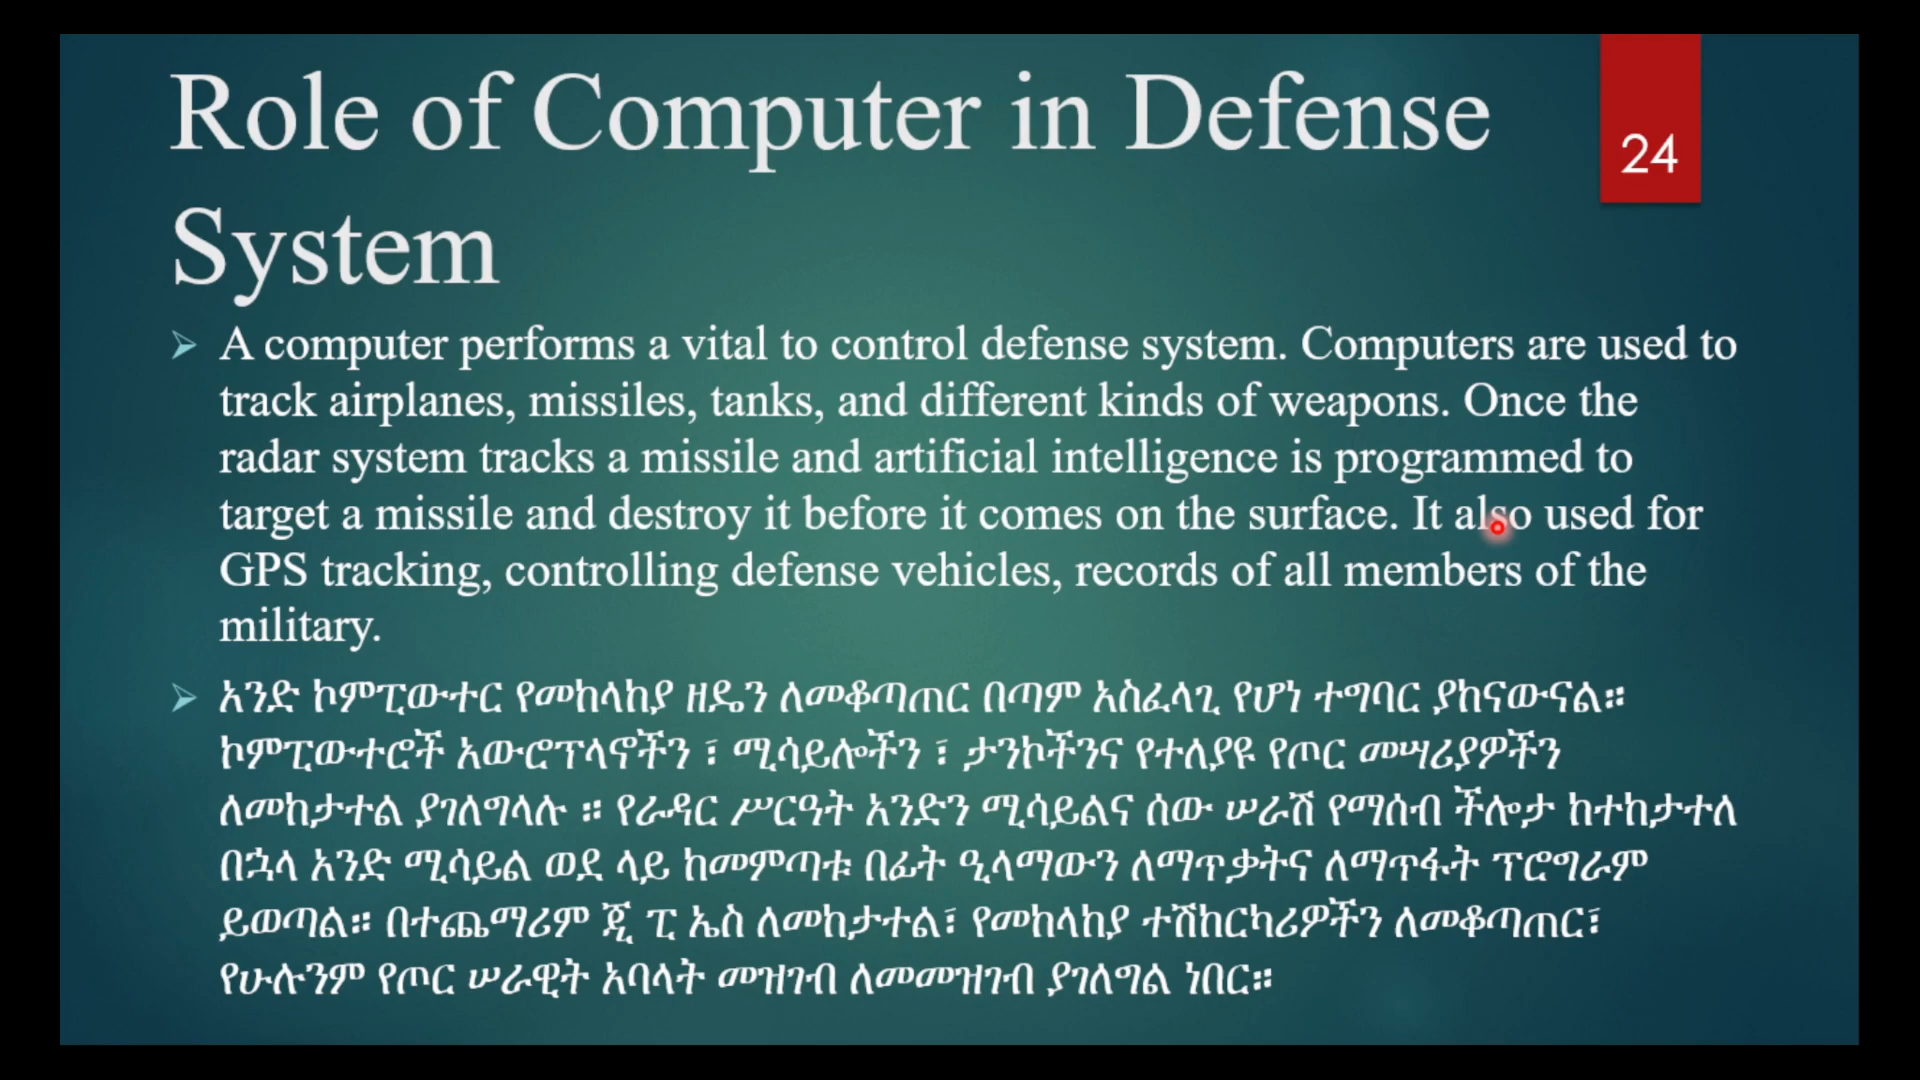 Role of Computer in Defense
System
24
A computer performs a vital to control defense system. Computers are used to
track airplanes, missiles, tanks, and different kinds of weapons. Once the
radar system tracks a missile and artificial intelligence is programmed to
target a missile and destroy it before it comes on the surface. It also used for
GPS tracking, controlling defense vehicles, records of all members of the
military.
አንድ ኮምፒውተር የመከላከያ ዘዴን ለመቆጣጠር በጣም አስፈላጊ የሆነ ተግባር ያከናውናል።
ኮምፒውተሮች አውሮፕላኖችን ፣ ሚሳይሎችን ፣ ታንኮችንና የተለያዩ የጦር መሣሪያዎችን
ለመከታተል ያገለግላሉ ። የራዳር ሥርዓት አንድን ሚሳይልና ሰው ሠራሽ የማሰብ ችሎታ ከተከታተለ
በኋላ አንድ ሚሳይል ወደ ላይ ከመምጣቱ በፊት ዒላማውን ለማጥቃትና ለማጥፋት ፕሮግራም
ይወጣል። በተጨማሪም ጂ ፒ ኤስ ለመከታተል፣ የመከላከያ ተሽከርካሪዎችን ለመቆጣጠር፣
የሁሉንም የጦር ሠራዊት አባላት መዝገብ ለመመዝገብ ያገለግል ነበር።